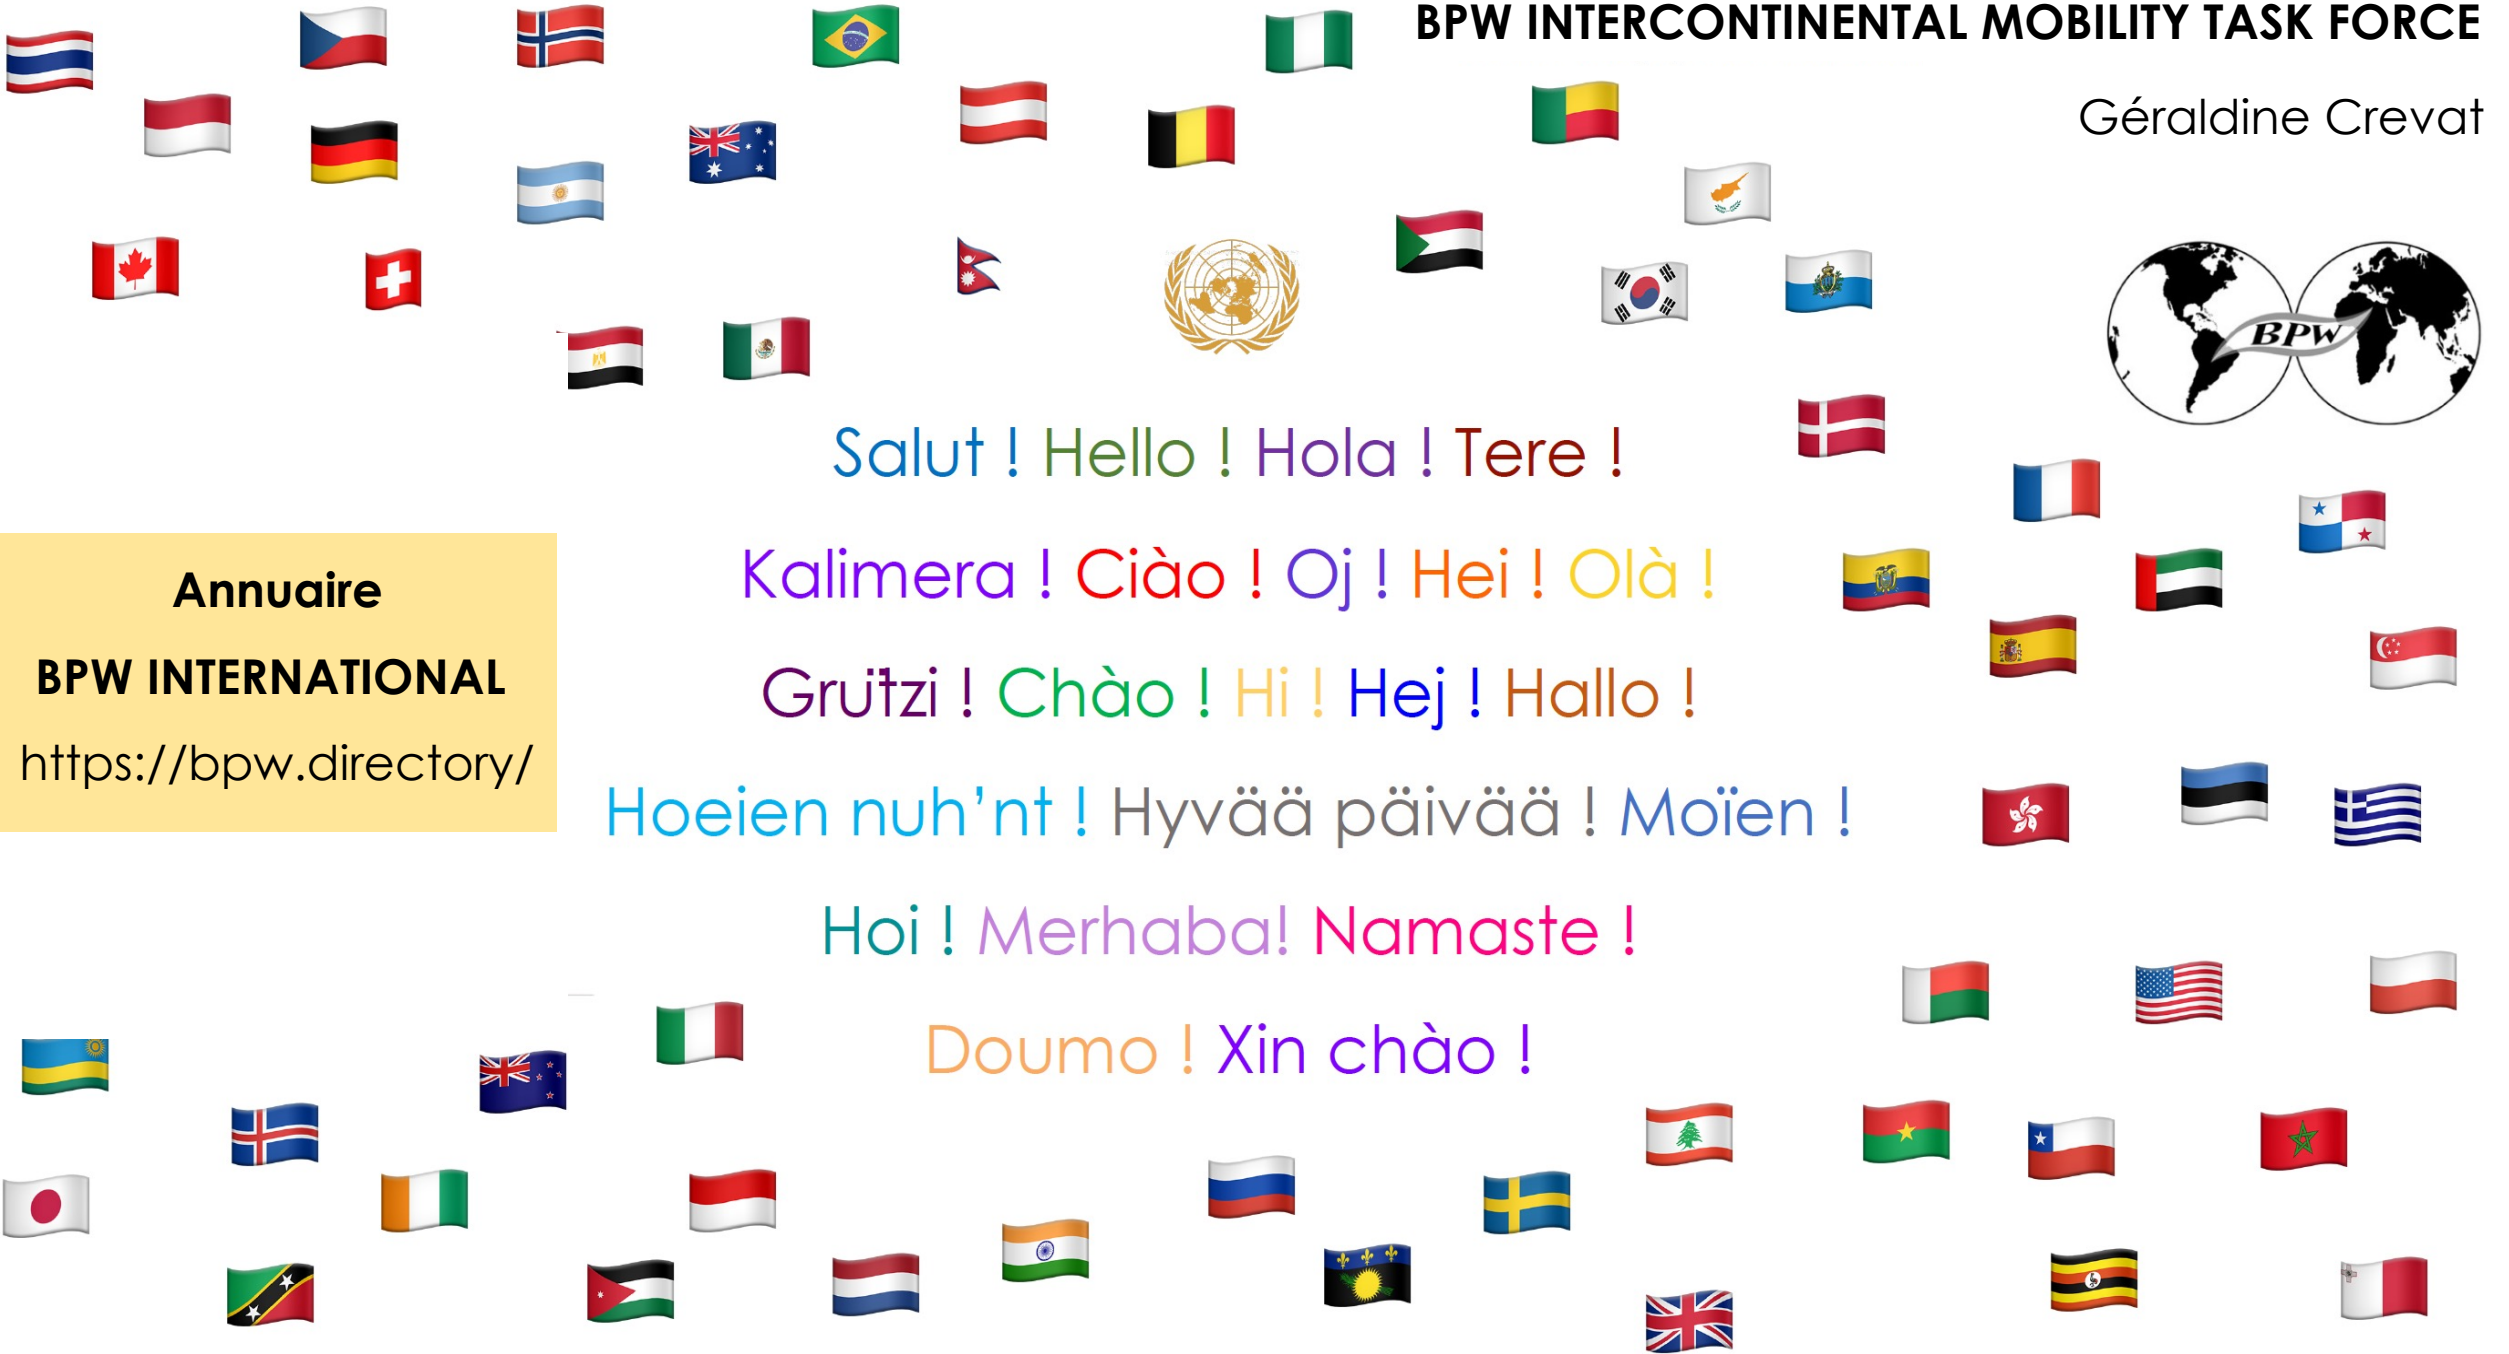 BPW INTERCONTINENTAL MOBILITY TASK FORCE
Géraldine Crevat
BPW
Salut ! Hello ! Hola ! Tere !
Kalimera ! Ciào ! Oj ! Hei ! Olà !
Annuaire
BPW INTERNATIONAL
https://bpw.directory/
Grüẗzi ! Chào ! Hi ! Hej ! Hallo !
Hoeien nuh’nt ! Hyvää päivää ! Moïen !
Hoi ! Merhaba! Namaste !
Doumo ! Xin chào !